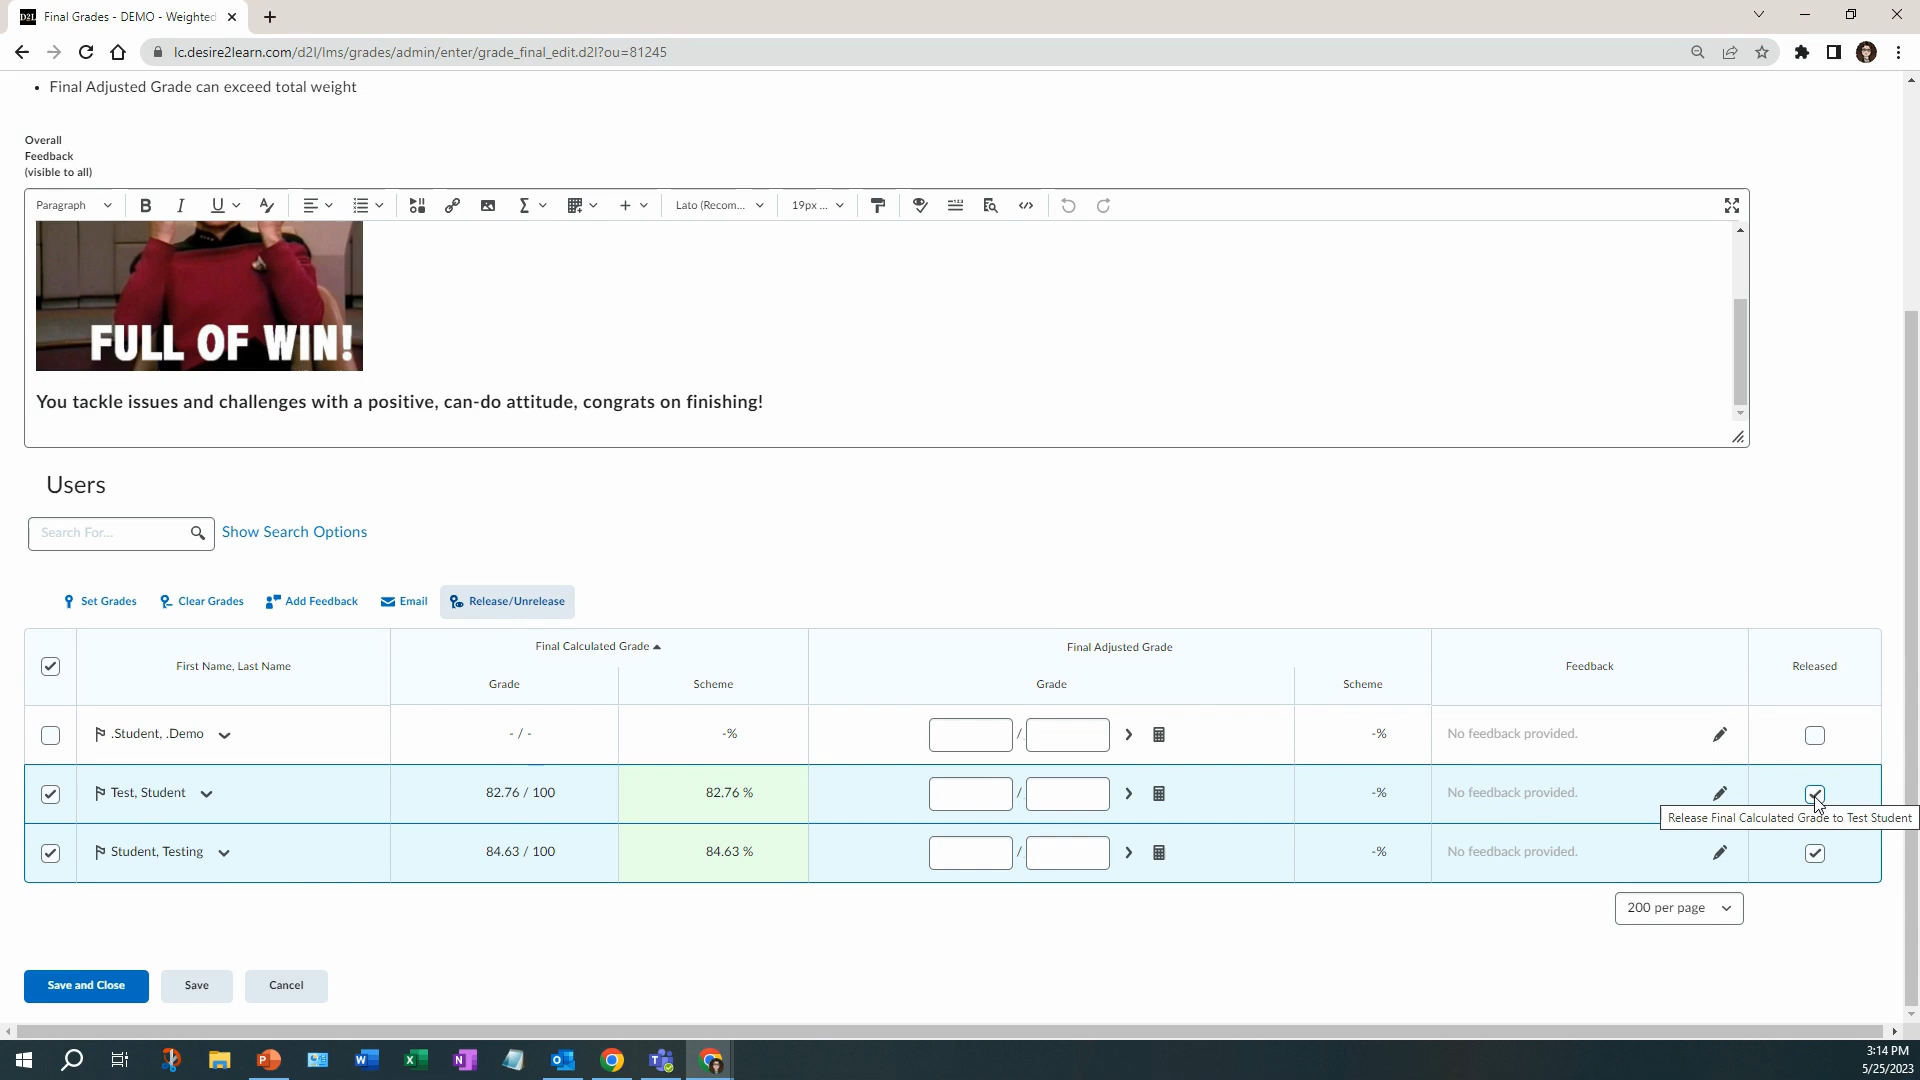 Final Grades - DEMO - Weighted
lc.desire2learn.com/d2l/lms/grades/admin/enter/grade_final_edit.d2l?ou=81245
• Final Adjusted Grade can exceed total weight
Overall
Feedback
(visible to all)
Paragraph B I U Lato (Recom... 19px ...
FULL OF WIN!
You tackle issues and challenges with a positive, can-do attitude, congrats on finishing!
Users
Search For... Show Search Options
Set Grades Clear Grades Add Feedback Email Release/Unrelease
First Name, Last Name Final Calculated Grade Final Adjusted Grade Feedback Released
Grade Scheme Grade Scheme
.Student, .Demo - / - -% / -% No feedback provided.
Test, Student 82.76 / 100 82.76 % / -% No feedback provided.
Release Final Calculated Grade to Test Student
Student, Testing 84.63 / 100 84.63 % / -% No feedback provided.
200 per page
Save and Close Save Cancel
3:14 PM
5/25/2023